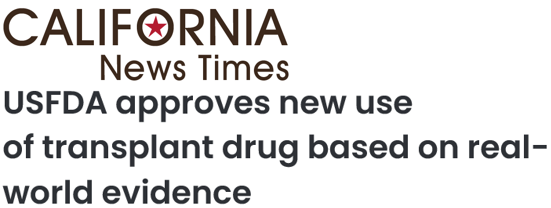 CALIFORNIA
News Times
USFDA approves new use
of transplant drug based on real-
world evidence